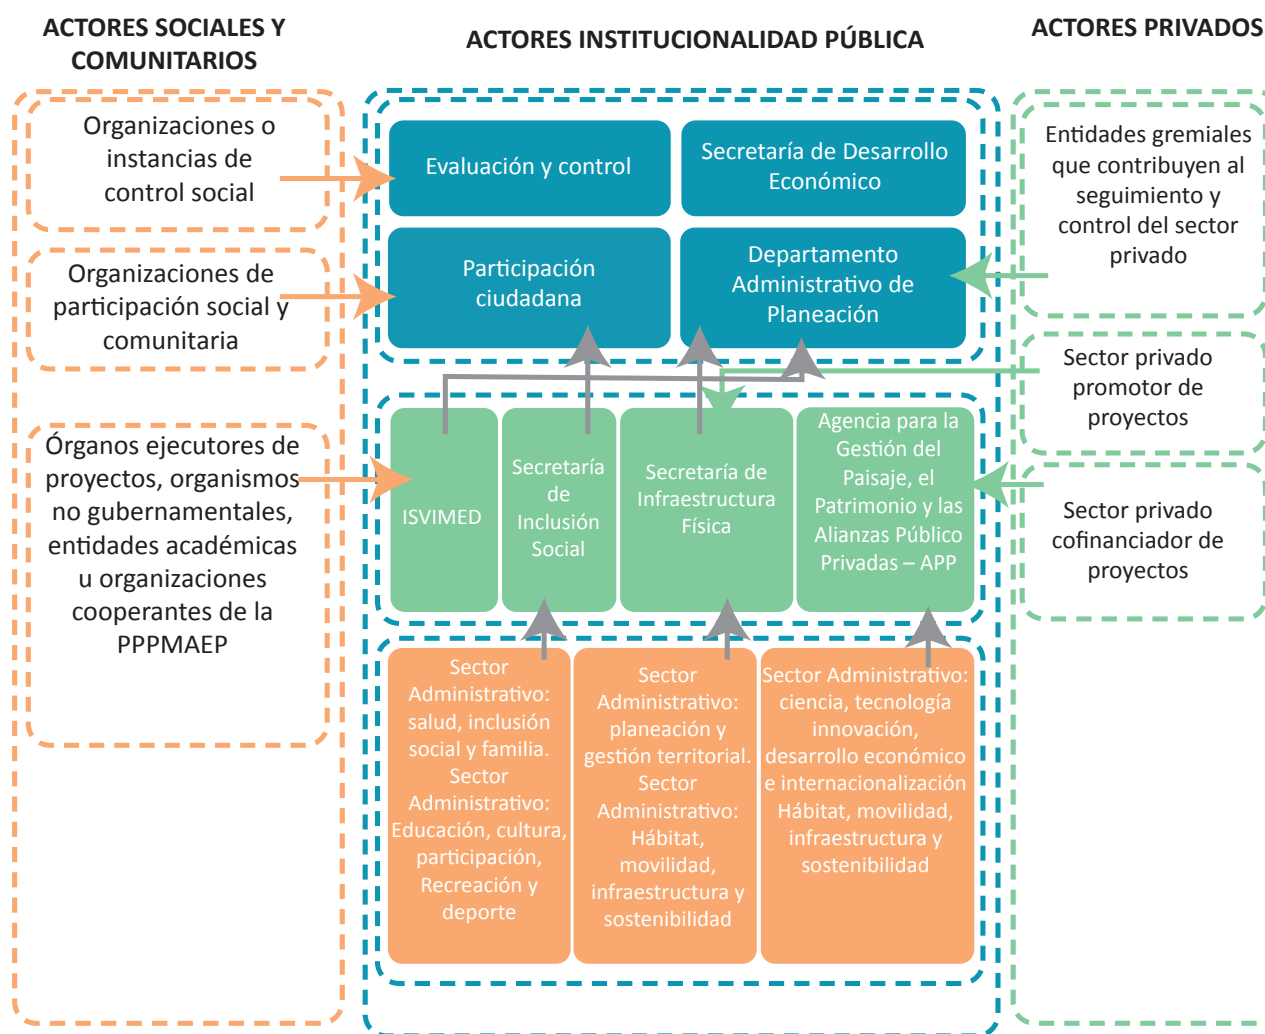 ACTORES SOCIALES Y
COMUNITARIOS
Organizaciones o
instancias de
control social
Organizaciones de
participación social y
comunitaria
Órganos ejecutores de
proyectos, organismos
no gubernamentales,
entidades académicas
u organizaciones
cooperantes de la
PPPMAEP
ACTORES INSTITUCIONALIDAD PÚBLICA
Evaluación y control
Secretaría de Desarrollo
Económico
Participación
ciudadana
Departamento
Administrativo de
Planeación
ISVIMED
Secretaría
de
Inclusión
Social
Secretaría de
Infraestructura
Física
Agencia para la
Gestión del
Paisaje, el
Patrimonio y las
Alianzas Público
Privadas – APP
Sector
Administrativo:
salud, inclusión
social y familia.
Sector
Administrativo:
Educación, cultura,
participación,
Recreación y
deporte
Sector
Administrativo:
planeación y
gestión territorial.
Sector
Administrativo:
Hábitat,
movilidad,
infraestructura y
sostenibilidad
Sector Administrativo:
ciencia, tecnología
innovación,
desarrollo económico
e internacionalización
Hábitat, movilidad,
infraestructura y
sostenibilidad
ACTORES PRIVADOS
Entidades gremiales
que contribuyen al
seguimiento y
control del sector
privado
Sector privado
promotor de
proyectos
Sector privado
cofinanciador de
proyectos